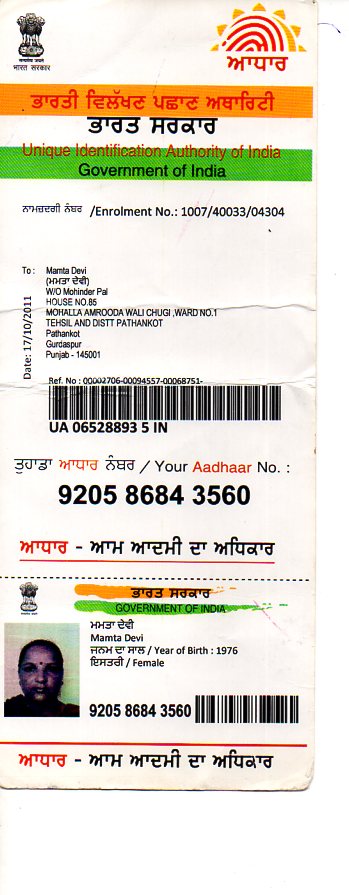 भारत सरकार
ਆਧਾਰ
ਭਾਰਤੀ ਵਿਲੱਖਣ ਪਛਾਣ ਅਥਾਰਿਟੀ
ਭਾਰਤ ਸਰਕਾਰ
Unique Identification Authority of India
Government of India
ਨਾਮਜ਼ਦਗੀ ਨੰਬਰ /Enrolment No.: 1007/40033/04304
Date: 17/10/2011
To :
Mamta Devi
(ਮਮਤਾ ਦੇਵੀ)
W/O Mohinder Pal
HOUSE NO.85
MOHALLA AMROODA WALI CHUGI ,WARD NO.1
TEHSIL AND DISTT PATHANKOT
Pathankot
Gurdaspur
Punjab - 145001
Ref. No : 00002706-00094557-00068751-
UA 06528893 5 IN
ਤੁਹਾਡਾ ਆਧਾਰ ਨੰਬਰ / Your Aadhaar No. :
9205 8684 3560
ਆਧਾਰ - ਆਮ ਆਦਮੀ ਦਾ ਅਧਿਕਾਰ
ਭਾਰਤ ਸਰਕਾਰ
GOVERNMENT OF INDIA
ਮਮਤਾ ਦੇਵੀ
Mamta Devi
ਜਨਮ ਦਾ ਸਾਲ / Year of Birth : 1976
ਇਸਤਰੀ / Female
9205 8684 3560
ਆਧਾਰ - ਆਮ ਆਦਮੀ ਦਾ ਅਧਿਕਾਰ